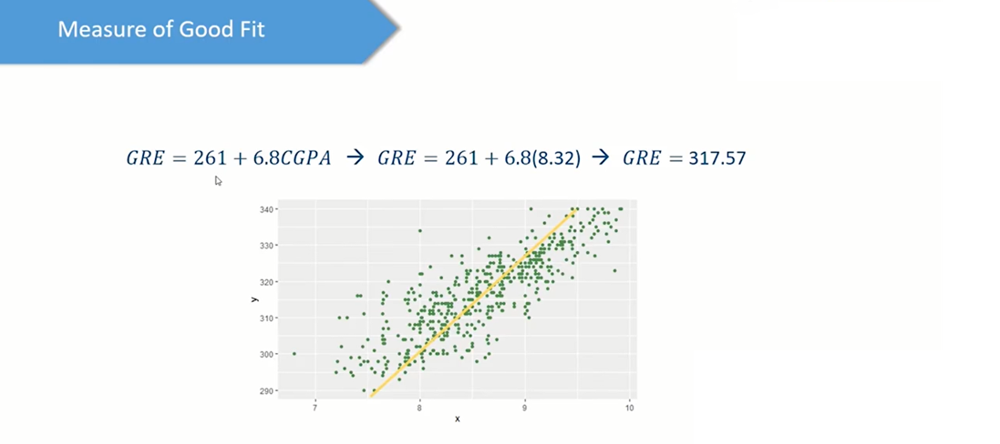 Measure of Good Fit
GRE = 261 + 6.8CGPA → GRE = 261 + 6.8(8.32) → GRE = 317.57
340
330
320
310
300
290
y
7 8 9 10
x